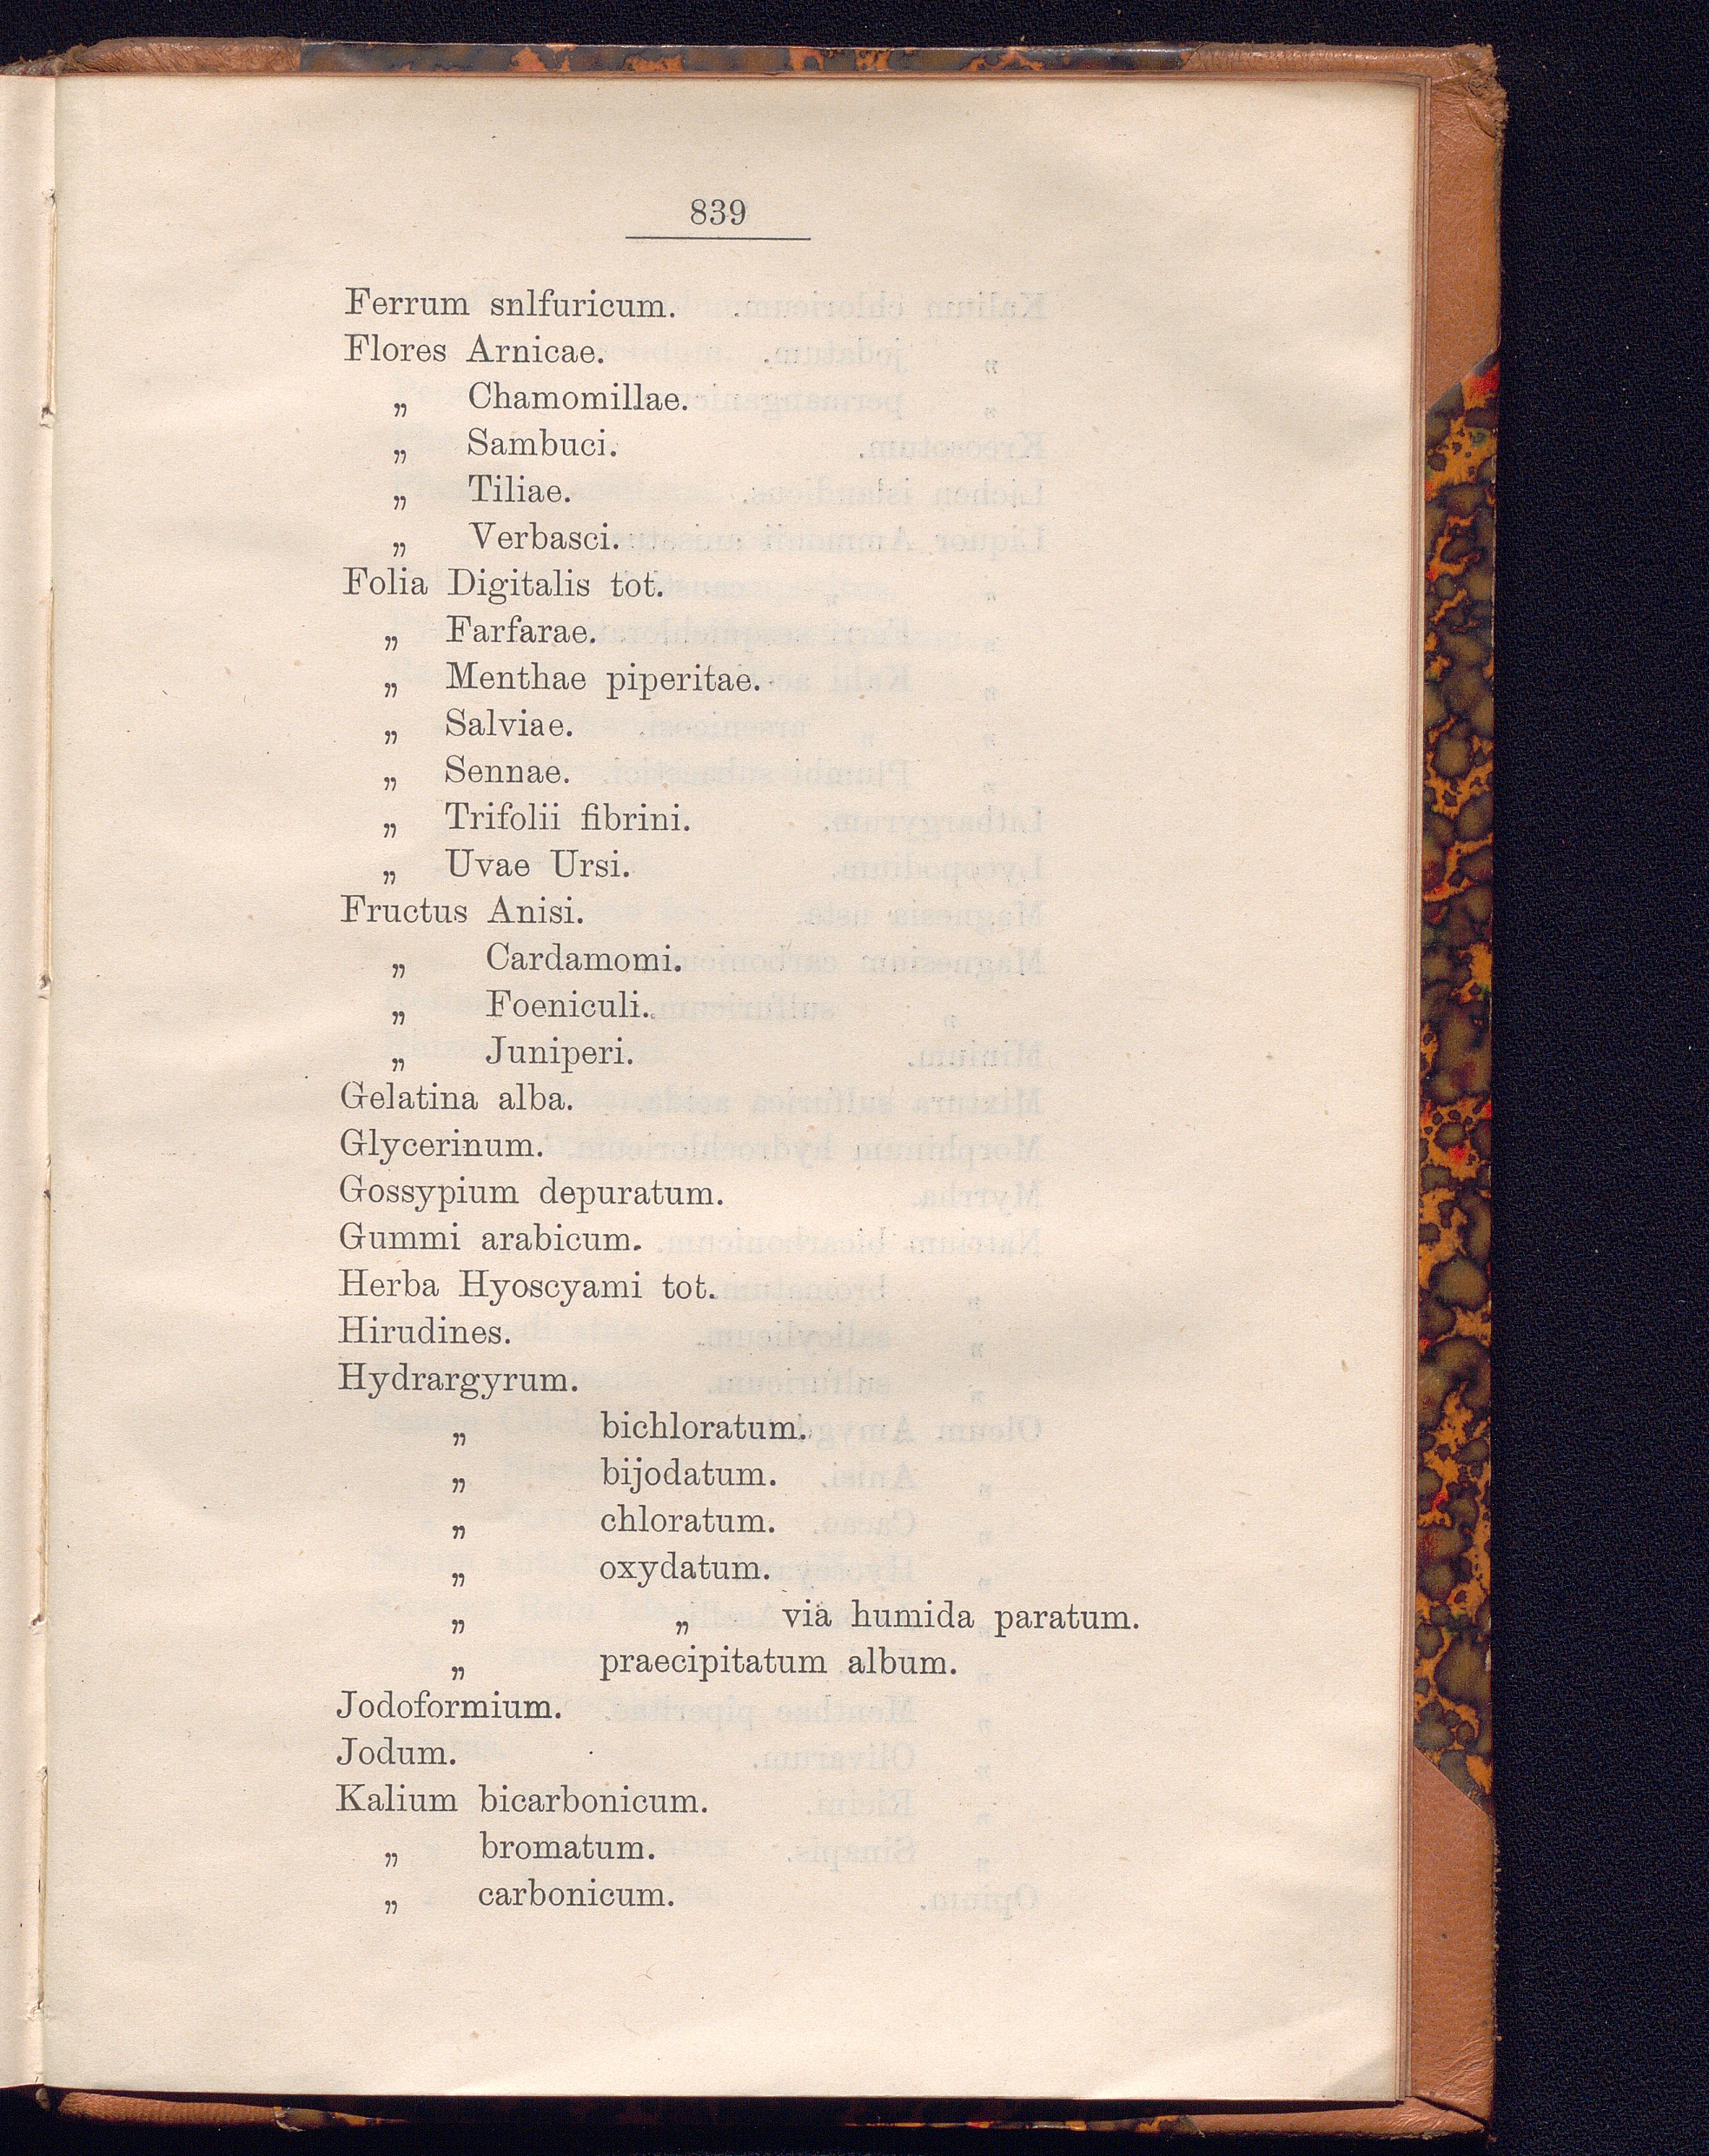 839
Ferrum snlfuricum.
Flores Arnicae.
„ Chamomillae.
„ Sambuci.
„ Tiliae.
„ Verbasci.
Folia Digitalis tot.
„ Farfarae.
„ Menthae piperitae.
„ Salviae.
„ Sennae.
„ Trifolii fibrini.
„ Uvae Ursi.
Fructus Anisi.
„ Cardamomi.
„ Foeniculi.
„ Juniperi.
Gelatina alba.
Glycerinum.
Gossypium depuratum.
Gummi arabicum.
Herba Hyoscyami tot.
Hirudines.
Hydrargyrum.
„ bichloratum.
„ bijodatum.
„ chloratum.
„ oxydatum.
„ „ via humida paratum.
„ praecipitatum album.
Jodoformium.
Jodum.
Kalium bicarbonicum.
„ bromatum.
„ carbonicum.